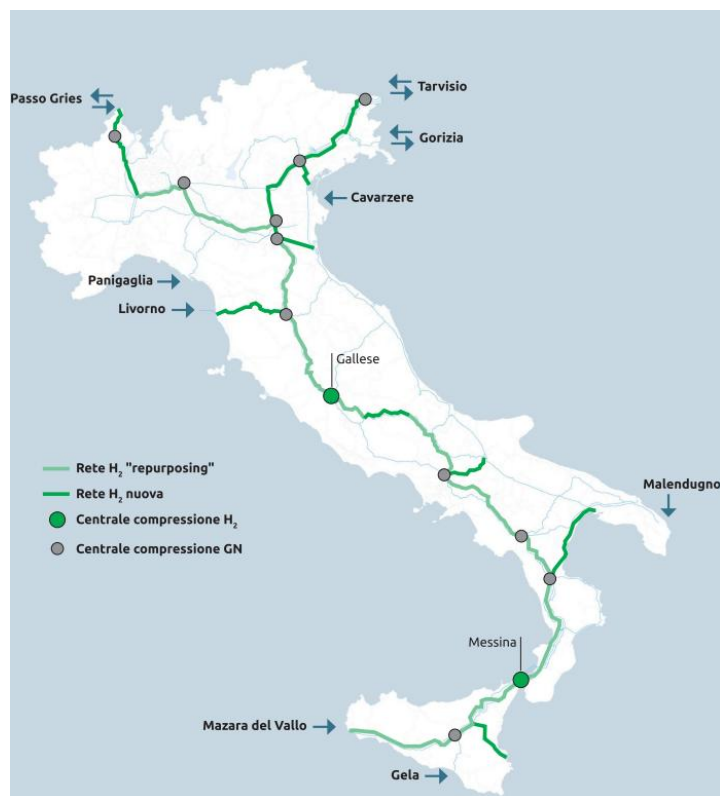 Tarvisio
Passo Gries
Gorizia
Cavarzere
Panigaglia
Livorno
Gallese
Rete H₂ "repurposing"
Rete H₂ nuova
Centrale compressione H₂
Centrale compressione GN
Malendugno
Messina
Mazara del Vallo
Gela